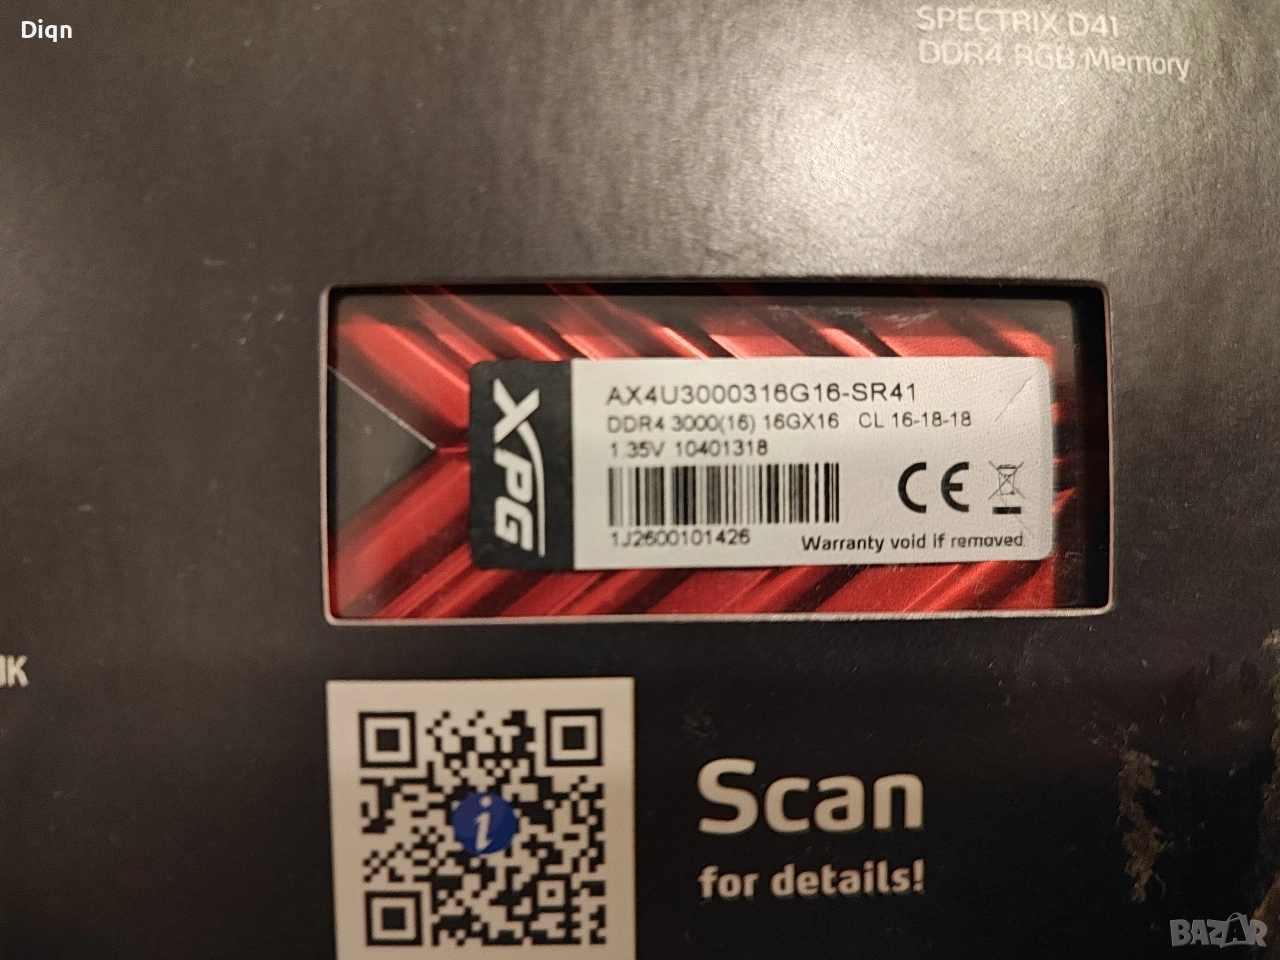 Diqn
SPECTRIX D41
DDR4 RGB Memory
XPG
AX4U3000316G16-SR41
DDR4 3000(16) 16GX16 CL 16-18-18
1.35V 10401318
CE
1J2600101426
Warranty void if removed
Scan
for details!
BAZAR